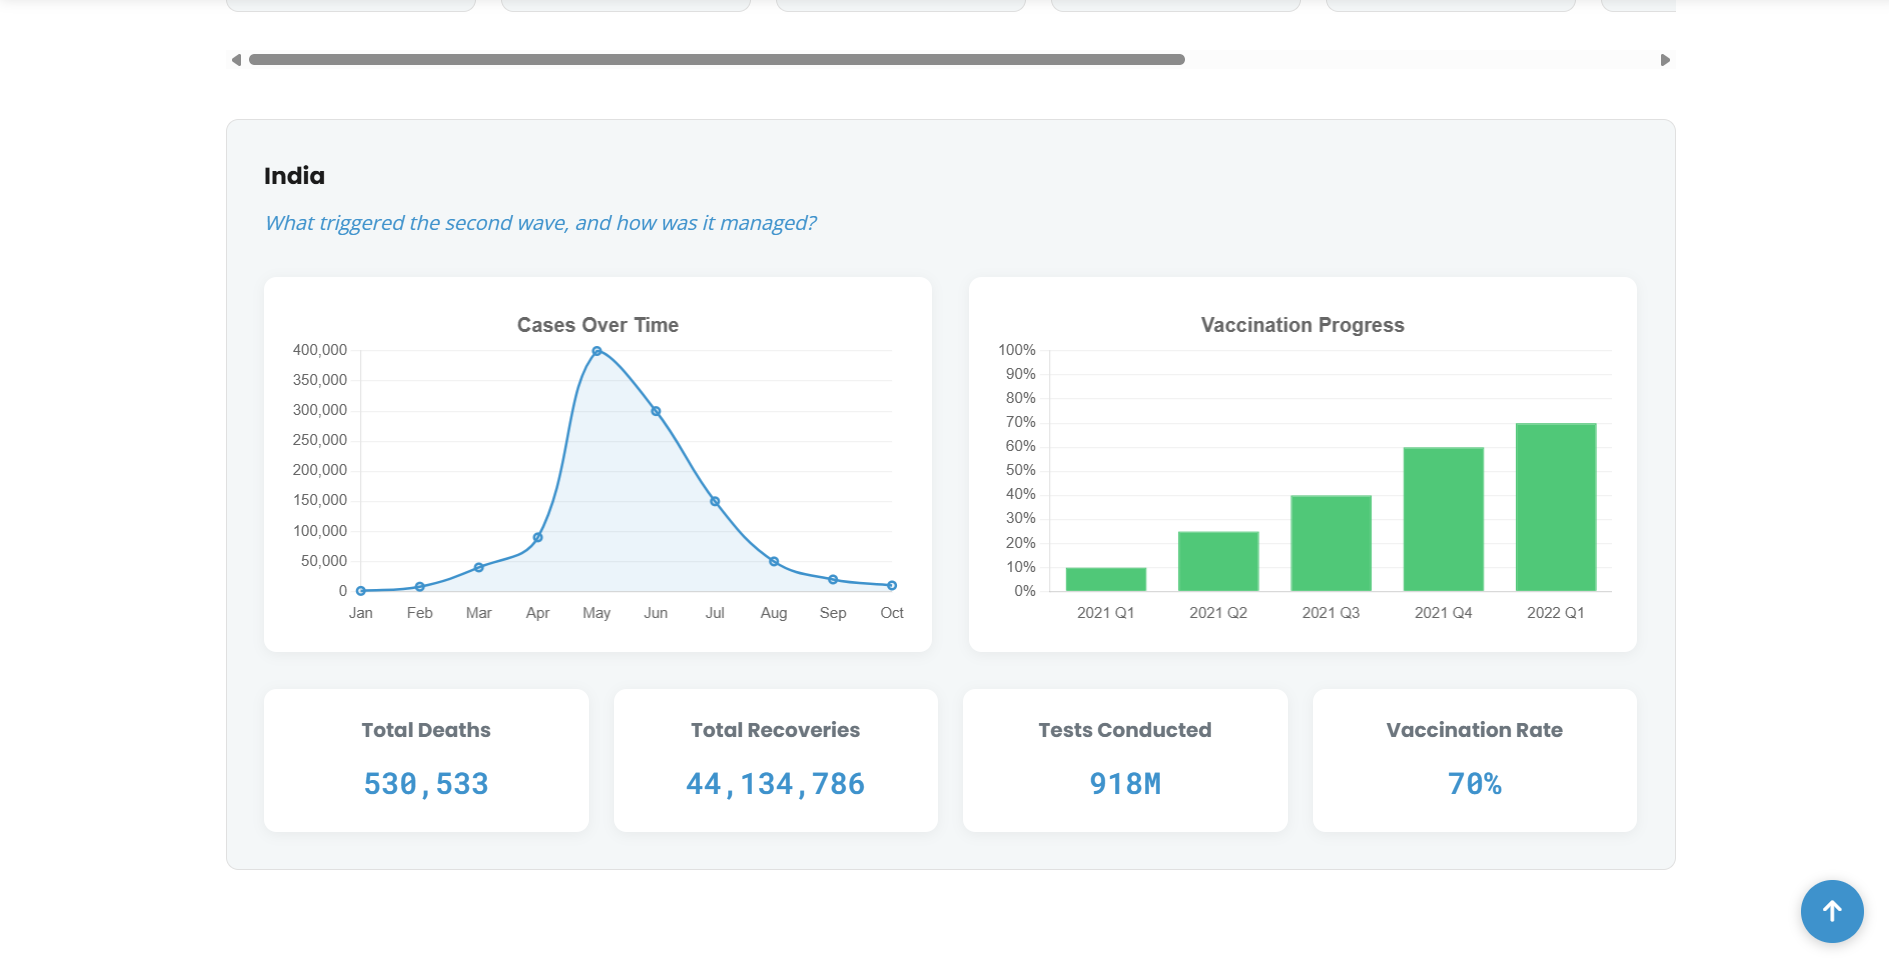 India
What triggered the second wave, and how was it managed?
Cases Over Time
400,000
350,000
300,000
250,000
200,000
150,000
100,000
50,000
0
Jan Feb Mar Apr May Jun Jul Aug Sep Oct
Vaccination Progress
100%
90%
80%
70%
60%
50%
40%
30%
20%
10%
0%
2021 Q1 2021 Q2 2021 Q3 2021 Q4 2022 Q1
Total Deaths
530,533
Total Recoveries
44,134,786
Tests Conducted
918M
Vaccination Rate
70%